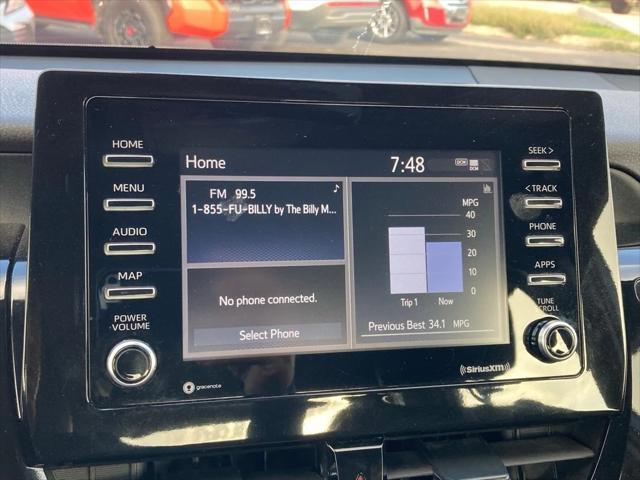 HOME
MENU
AUDIO
MAP
POWER
VOLUME
Home
7:48
DCM
DCM
FM 99.5
1-855-FU-BILLY by The Billy M...
No phone connected.
Select Phone
MPG
40
30
20
10
0
Trip 1
Now
Previous Best 34.1 MPG
gracenote
SiriusXM
SEEK >
< TRACK
PHONE
APPS
TUNE
SCROLL